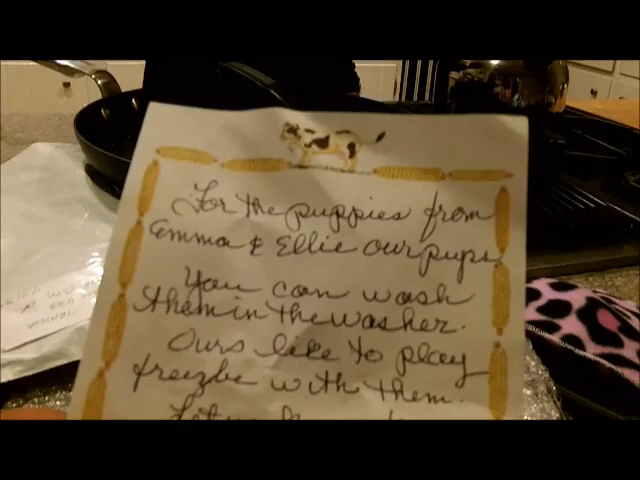 For the puppies from
Emma & Ellie our pups
You can wash
them in the washer.
Ours like to play
freezbe with them.